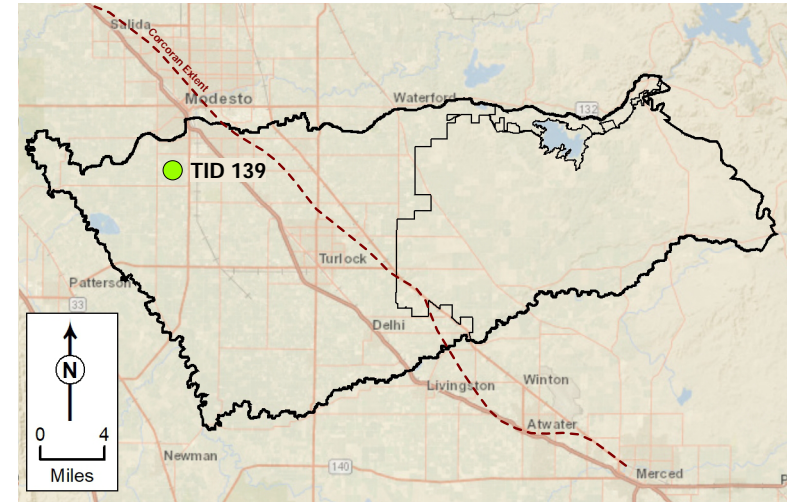 Salida
Corcoran Extent
Modesto
Waterford
132
TID 139
Turlock
Patterson
33
Delhi
N
0 4
Miles
Livingston
Winton
Atwater
Newman
140
Merced
P